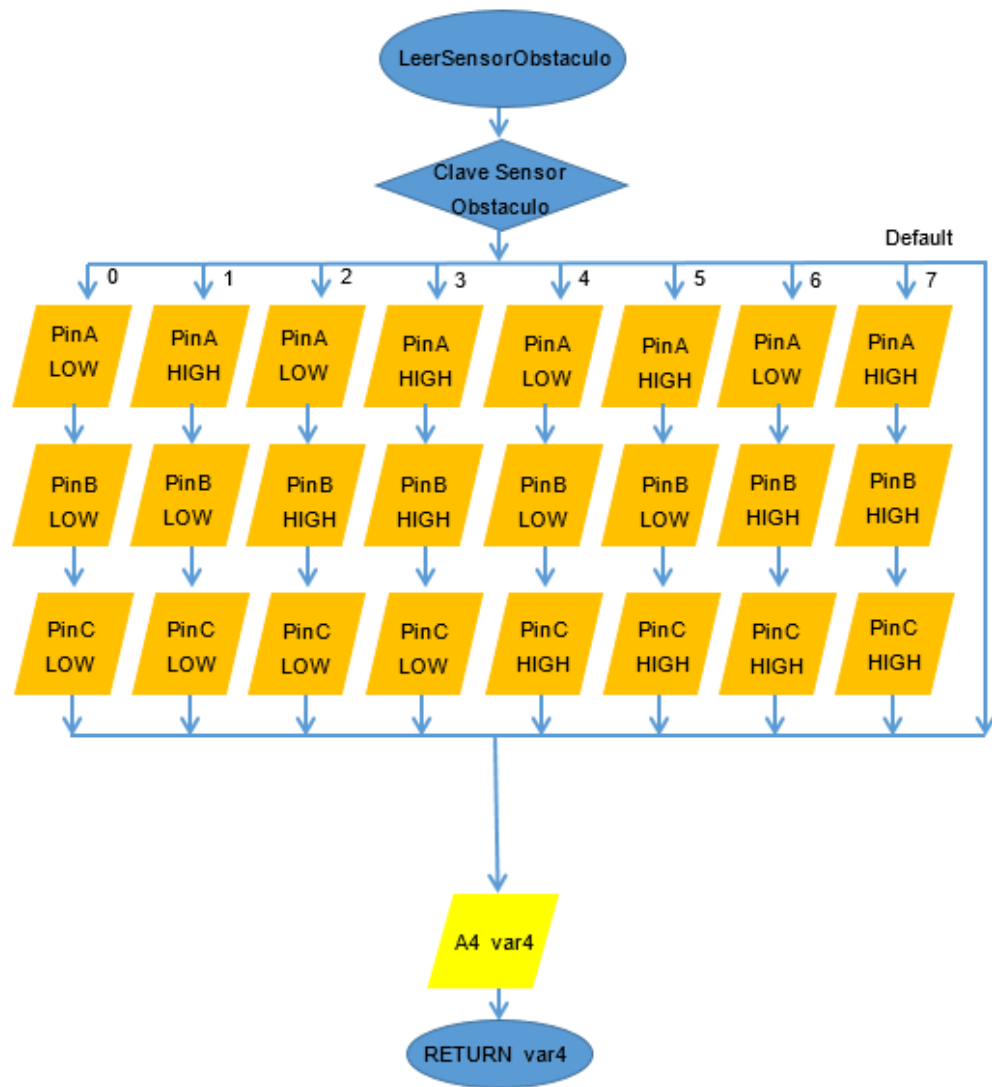 LeerSensorObstaculo
Clave Sensor
Obstaculo
Default
0 1 2 3 4 5 6 7
PinA PinA PinA PinA PinA PinA PinA PinA
LOW HIGH LOW HIGH LOW HIGH LOW HIGH
PinB PinB PinB PinB PinB PinB PinB PinB
LOW LOW HIGH HIGH LOW LOW HIGH HIGH
PinC PinC PinC PinC PinC PinC PinC PinC
LOW LOW LOW LOW HIGH HIGH HIGH HIGH
A4 var4
RETURN var4